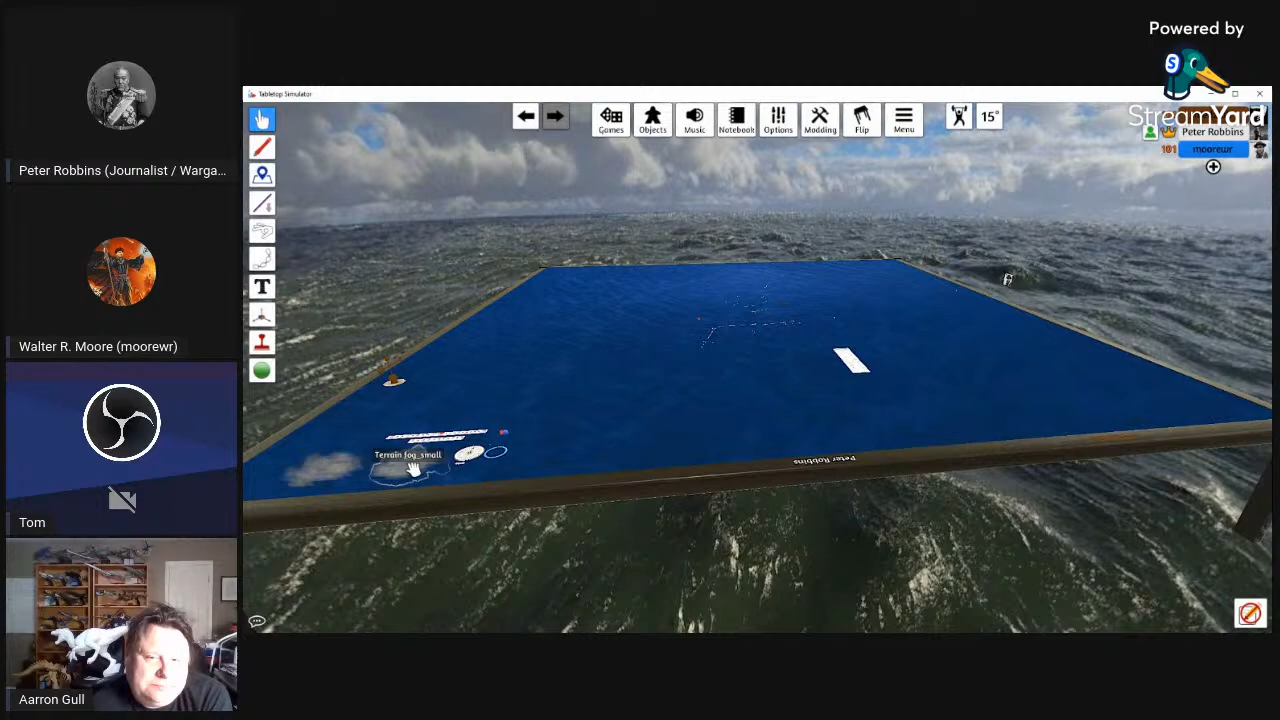 Powered by
S
StreamYard
Tabletop Simulator
Games
Objects
Music
Notebook
Options
Modding
Flip
Menu
15°
Peter Robbins
101
moorewr
Peter Robbins (Journalist / Warga...
Walter R. Moore (moorewr)
Tom
Aarron Gull
T
Terrain fog_small
Peter Robbins